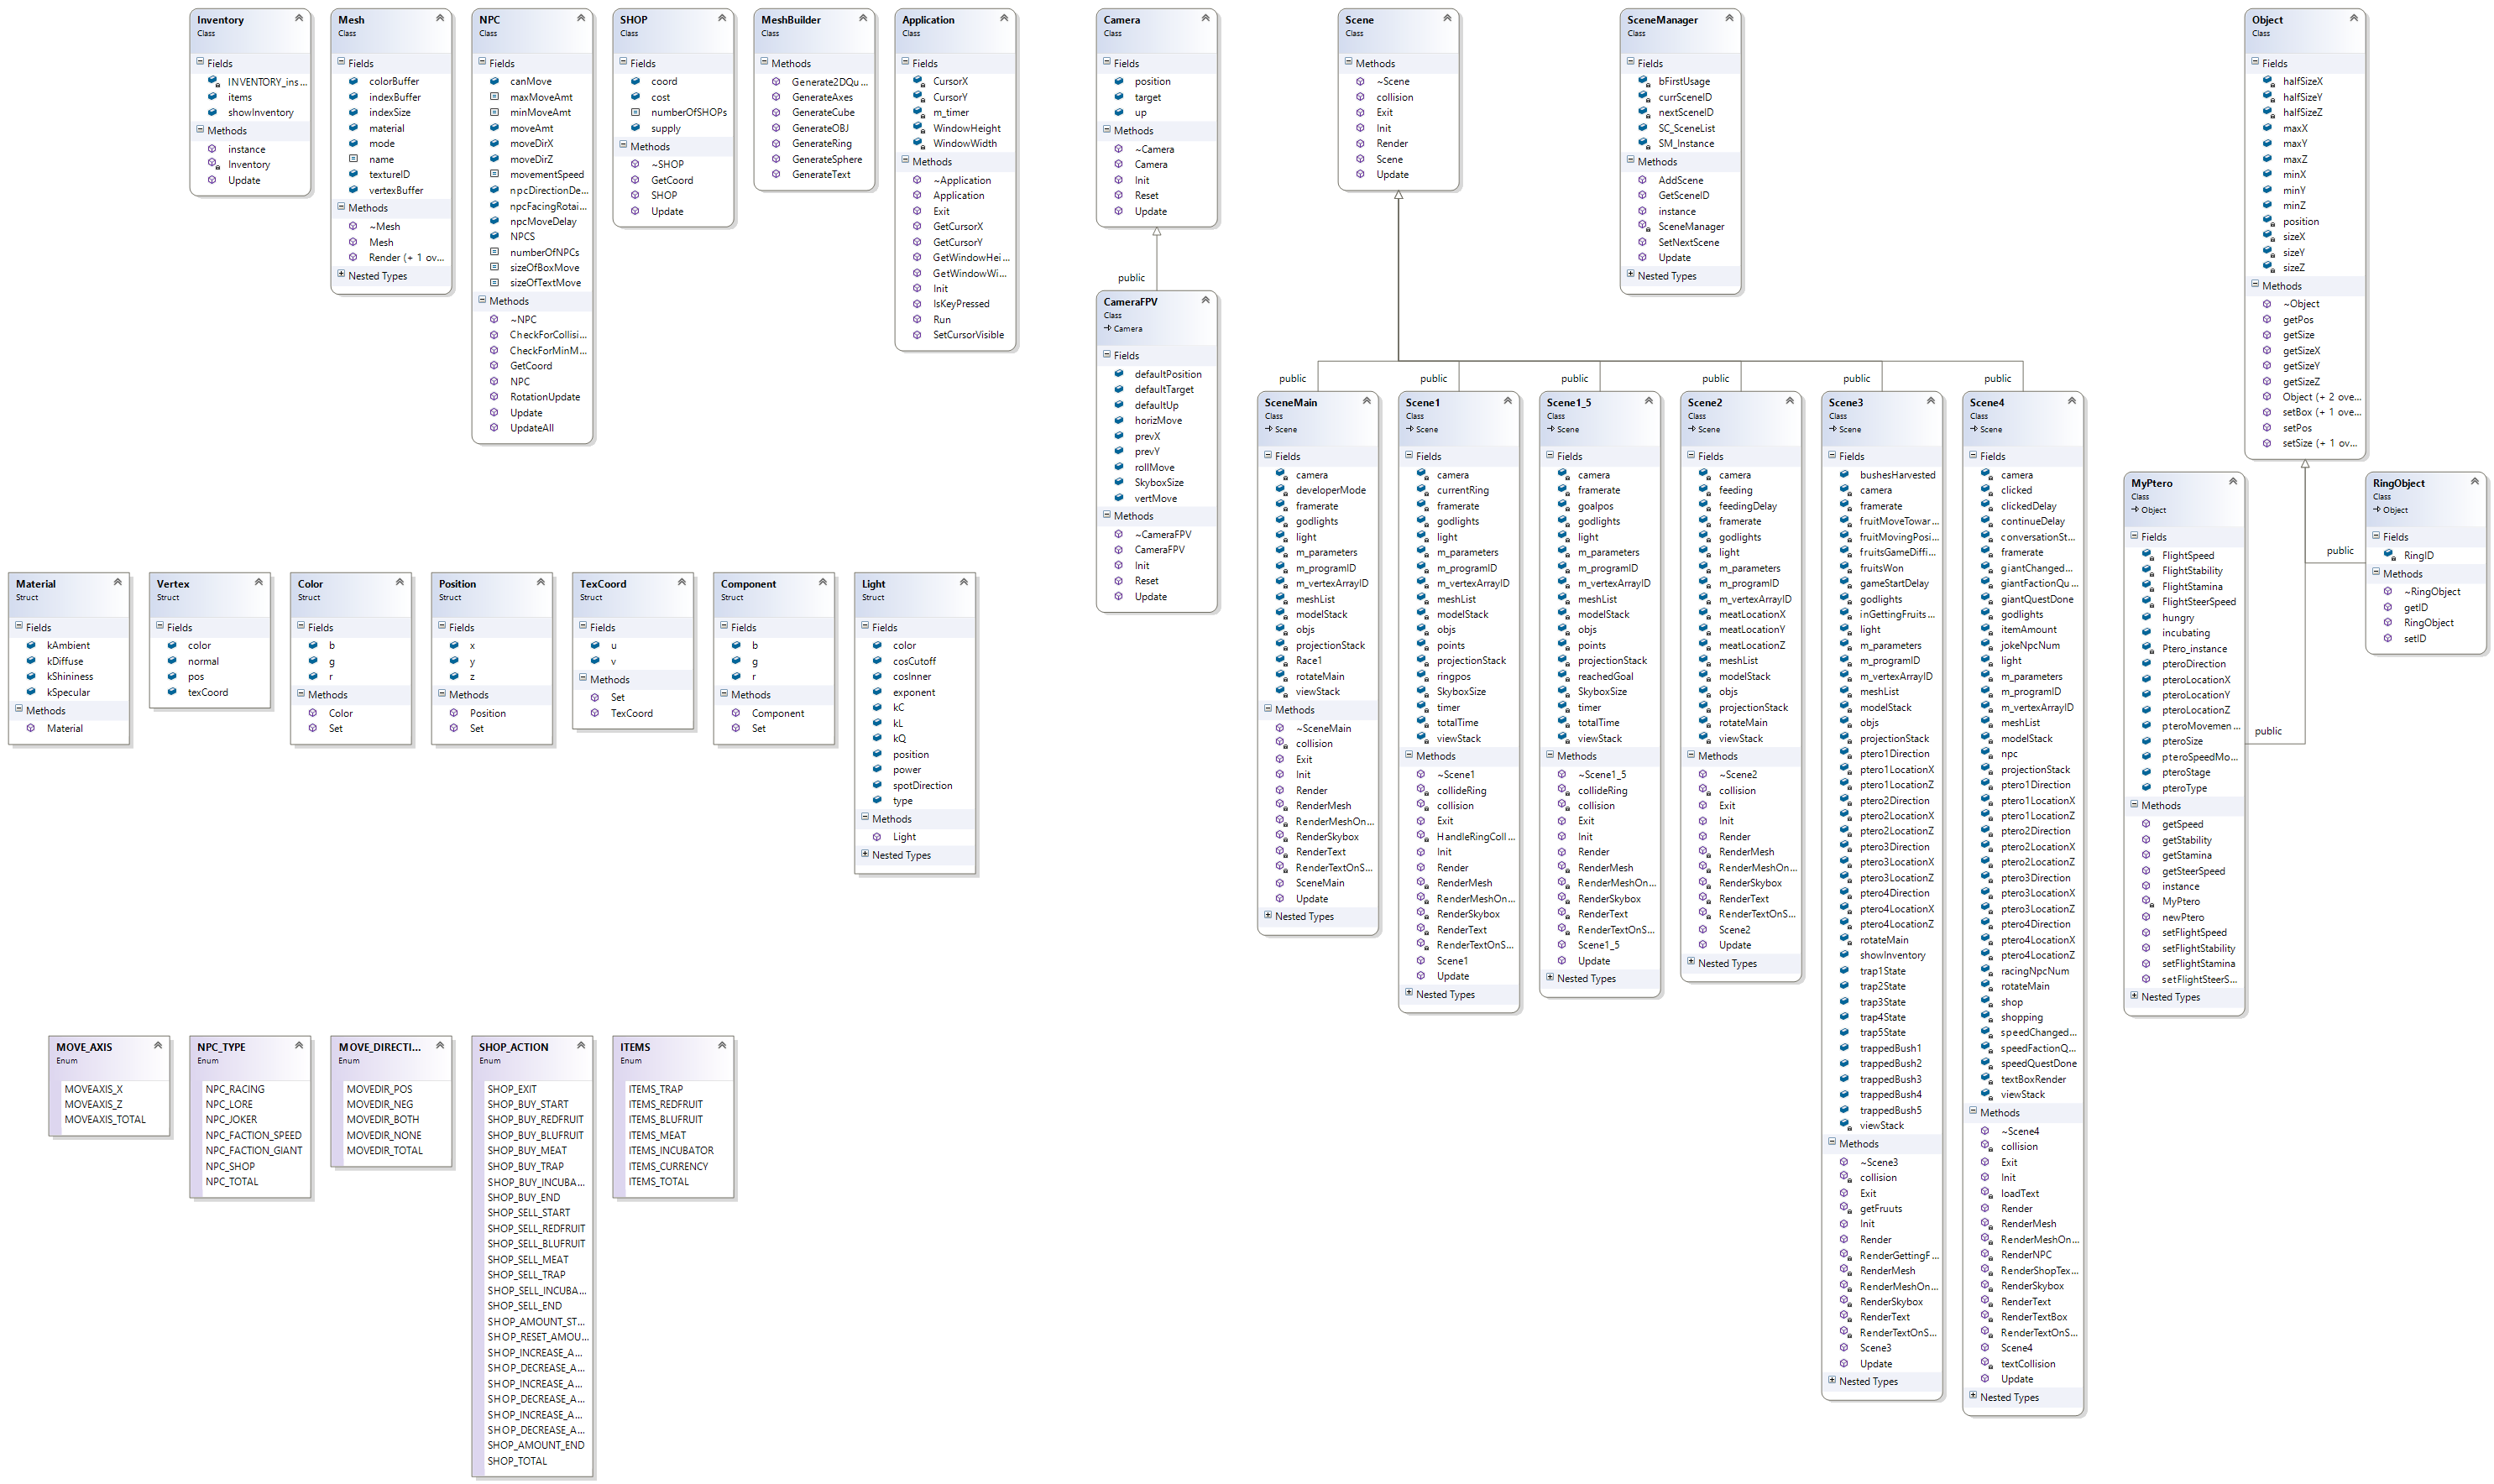 Inventory
Class
Fields
INVENTORY_ins...
items
showInventory
Methods
instance
Inventory
Update
Mesh
Class
Fields
colorBuffer
indexBuffer
indexSize
material
mode
name
textureID
vertexBuffer
Methods
~Mesh
Mesh
Render (+ 1 ov...
Nested Types
NPC
Class
Fields
canMove
maxMoveAmt
minMoveAmt
moveAmt
moveDirX
moveDirZ
movementSpeed
npcDirectionDe...
npcFacingRotai...
npcMoveDelay
NPCS
numberOfNPCs
sizeOfBoxMove
sizeOfTextMove
Methods
~NPC
CheckForCollisi...
CheckForMinM...
GetCoord
NPC
RotationUpdate
Update
UpdateAll
SHOP
Class
Fields
coord
cost
numberOfSHOPs
supply
Methods
~SHOP
GetCoord
SHOP
Update
MeshBuilder
Class
Methods
Generate2DQu...
GenerateAxes
GenerateCube
GenerateOBJ
GenerateRing
GenerateSphere
GenerateText
Application
Class
Fields
CursorX
CursorY
m_timer
WindowHeight
WindowWidth
Methods
~Application
Application
Exit
GetCursorX
GetCursorY
GetWindowHei...
GetWindowWi...
Init
IsKeyPressed
Run
SetCursorVisible
Camera
Class
Fields
position
target
up
Methods
~Camera
Camera
Init
Reset
Update
public
CameraFPV
Class
Camera
Fields
defaultPosition
defaultTarget
defaultUp
horizMove
prevX
prevY
rollMove
SkyboxSize
vertMove
Methods
~CameraFPV
CameraFPV
Init
Reset
Update
Scene
Class
Methods
~Scene
collision
Exit
Init
Render
Scene
Update
SceneManager
Class
Fields
bFirstUsage
currSceneID
nextSceneID
SC_SceneList
SM_Instance
Methods
AddScene
GetSceneID
instance
SceneManager
SetNextScene
Update
Nested Types
public
public
public
public
public
public
SceneMain
Class
Scene
Fields
camera
developerMode
framerate
godlights
light
m_parameters
m_programID
m_vertexArrayID
meshList
modelStack
objs
projectionStack
Race1
rotateMain
viewStack
Methods
~SceneMain
collision
Exit
Init
Render
RenderMesh
RenderMeshOn...
RenderSkybox
RenderText
RenderTextOnS...
SceneMain
Update
Nested Types
Scene1
Class
Scene
Fields
camera
currentRing
framerate
godlights
light
m_parameters
m_programID
m_vertexArrayID
meshList
modelStack
objs
points
projectionStack
ringpos
SkyboxSize
timer
totalTime
viewStack
Methods
~Scene1
collideRing
collision
Exit
HandleRingColl...
Init
Render
RenderMesh
RenderMeshOn...
RenderSkybox
RenderText
RenderTextOnS...
Scene1
Update
Nested Types
Scene1_5
Class
Scene
Fields
camera
framerate
goalpos
godlights
light
m_parameters
m_programID
m_vertexArrayID
meshList
modelStack
objs
points
projectionStack
reachedGoal
SkyboxSize
timer
totalTime
viewStack
Methods
~Scene1_5
collideRing
collision
Exit
Init
Render
RenderMesh
RenderMeshOn...
RenderSkybox
RenderText
RenderTextOnS...
Scene1_5
Update
Nested Types
Scene2
Class
Scene
Fields
camera
feeding
feedingDelay
framerate
godlights
light
m_parameters
m_programID
m_vertexArrayID
meatLocationX
meatLocationY
meatLocationZ
meshList
modelStack
objs
projectionStack
rotateMain
viewStack
Methods
~Scene2
collision
Exit
Init
Render
RenderMesh
RenderMeshOn...
RenderSkybox
RenderText
RenderTextOnS...
Scene2
Update
Nested Types
Scene3
Class
Scene
Fields
bushesHarvested
camera
framerate
fruitMoveTowar...
fruitMovingPosi...
fruitsGameDiffi...
fruitsWon
gameStartDelay
godlights
inGettingFruits...
light
m_parameters
m_programID
m_vertexArrayID
meshList
modelStack
objs
projectionStack
ptero1Direction
ptero1LocationX
ptero1LocationZ
ptero2Direction
ptero2LocationX
ptero2LocationZ
ptero3Direction
ptero3LocationX
ptero3LocationZ
ptero4Direction
ptero4LocationX
ptero4LocationZ
rotateMain
showInventory
trap1State
trap2State
trap3State
trap4State
trap5State
trappedBush1
trappedBush2
trappedBush3
trappedBush4
trappedBush5
viewStack
Methods
~Scene3
collision
Exit
getFruuts
Init
Render
RenderGettingF...
RenderMesh
RenderMeshOn...
RenderSkybox
RenderText
RenderTextOnS...
Scene3
Update
Nested Types
Scene4
Class
Scene
Fields
camera
clicked
clickedDelay
continueDelay
conversationSt...
framerate
giantChanged...
giantFactionQu...
giantQuestDone
godlights
itemAmount
jokeNpcNum
light
m_parameters
m_programID
m_vertexArrayID
meshList
modelStack
npc
projectionStack
ptero1Direction
ptero1LocationX
ptero1LocationZ
ptero2Direction
ptero2LocationX
ptero2LocationZ
ptero3Direction
ptero3LocationX
ptero3LocationZ
ptero4Direction
ptero4LocationX
ptero4LocationZ
racingNpcNum
rotateMain
shop
shopping
speedChanged...
speedFactionQ...
speedQuestDone
textBoxRender
viewStack
Methods
~Scene4
collision
Exit
Init
loadText
Render
RenderMesh
RenderMeshOn...
RenderNPC
RenderShopTex...
RenderSkybox
RenderText
RenderTextBox
RenderTextOnS...
Scene4
textCollision
Update
Nested Types
Object
Class
Fields
halfSizeX
halfSizeY
halfSizeZ
maxX
maxY
maxZ
minX
minY
minZ
position
sizeX
sizeY
sizeZ
Methods
~Object
getPos
getSize
getSizeX
getSizeY
getSizeZ
Object (+ 2 ove...
setBox (+ 1 ove...
setPos
setSize (+ 1 ov...
MyPtero
Class
Object
Fields
FlightSpeed
FlightStability
FlightStamina
FlightSteerSpeed
hungry
incubating
Ptero_instance
pteroDirection
pteroLocationX
pteroLocationY
pteroLocationZ
pteroMovemen...
pteroSize
pteroSpeedMo...
pteroStage
pteroType
Methods
getSpeed
getStability
getStamina
getSteerSpeed
instance
MyPtero
newPtero
setFlightSpeed
setFlightStability
setFlightStamina
setFlightSteerS...
Nested Types
public
public
RingObject
Class
Object
Fields
RingID
Methods
~RingObject
getID
RingObject
setID
Material
Struct
Fields
kAmbient
kDiffuse
kShininess
kSpecular
Methods
Material
Vertex
Struct
Fields
color
normal
pos
texCoord
Color
Struct
Fields
b
g
r
Methods
Color
Set
Position
Struct
Fields
x
y
z
Methods
Position
Set
TexCoord
Struct
Fields
u
v
Methods
Set
TexCoord
Component
Struct
Fields
b
g
r
Methods
Component
Set
Light
Struct
Fields
color
cosCutoff
cosInner
exponent
kC
kL
kQ
position
power
spotDirection
type
Methods
Light
Nested Types
MOVE_AXIS
Enum
MOVEAXIS_X
MOVEAXIS_Z
MOVEAXIS_TOTAL
NPC_TYPE
Enum
NPC_RACING
NPC_LORE
NPC_JOKER
NPC_FACTION_SPEED
NPC_FACTION_GIANT
NPC_SHOP
NPC_TOTAL
MOVE_DIRECTI...
Enum
MOVEDIR_POS
MOVEDIR_NEG
MOVEDIR_BOTH
MOVEDIR_NONE
MOVEDIR_TOTAL
SHOP_ACTION
Enum
SHOP_EXIT
SHOP_BUY_START
SHOP_BUY_REDFRUIT
SHOP_BUY_BLUFRUIT
SHOP_BUY_MEAT
SHOP_BUY_TRAP
SHOP_BUY_INCUBA...
SHOP_BUY_END
SHOP_SELL_START
SHOP_SELL_REDFRUIT
SHOP_SELL_BLUFRUIT
SHOP_SELL_MEAT
SHOP_SELL_TRAP
SHOP_SELL_INCUBA...
SHOP_SELL_END
SHOP_AMOUNT_ST...
SHOP_RESET_AMOU...
SHOP_INCREASE_A...
SHOP_DECREASE_A...
SHOP_INCREASE_A...
SHOP_DECREASE_A...
SHOP_INCREASE_A...
SHOP_DECREASE_A...
SHOP_AMOUNT_END
SHOP_TOTAL
ITEMS
Enum
ITEMS_TRAP
ITEMS_REDFRUIT
ITEMS_BLUFRUIT
ITEMS_MEAT
ITEMS_INCUBATOR
ITEMS_CURRENCY
ITEMS_TOTAL